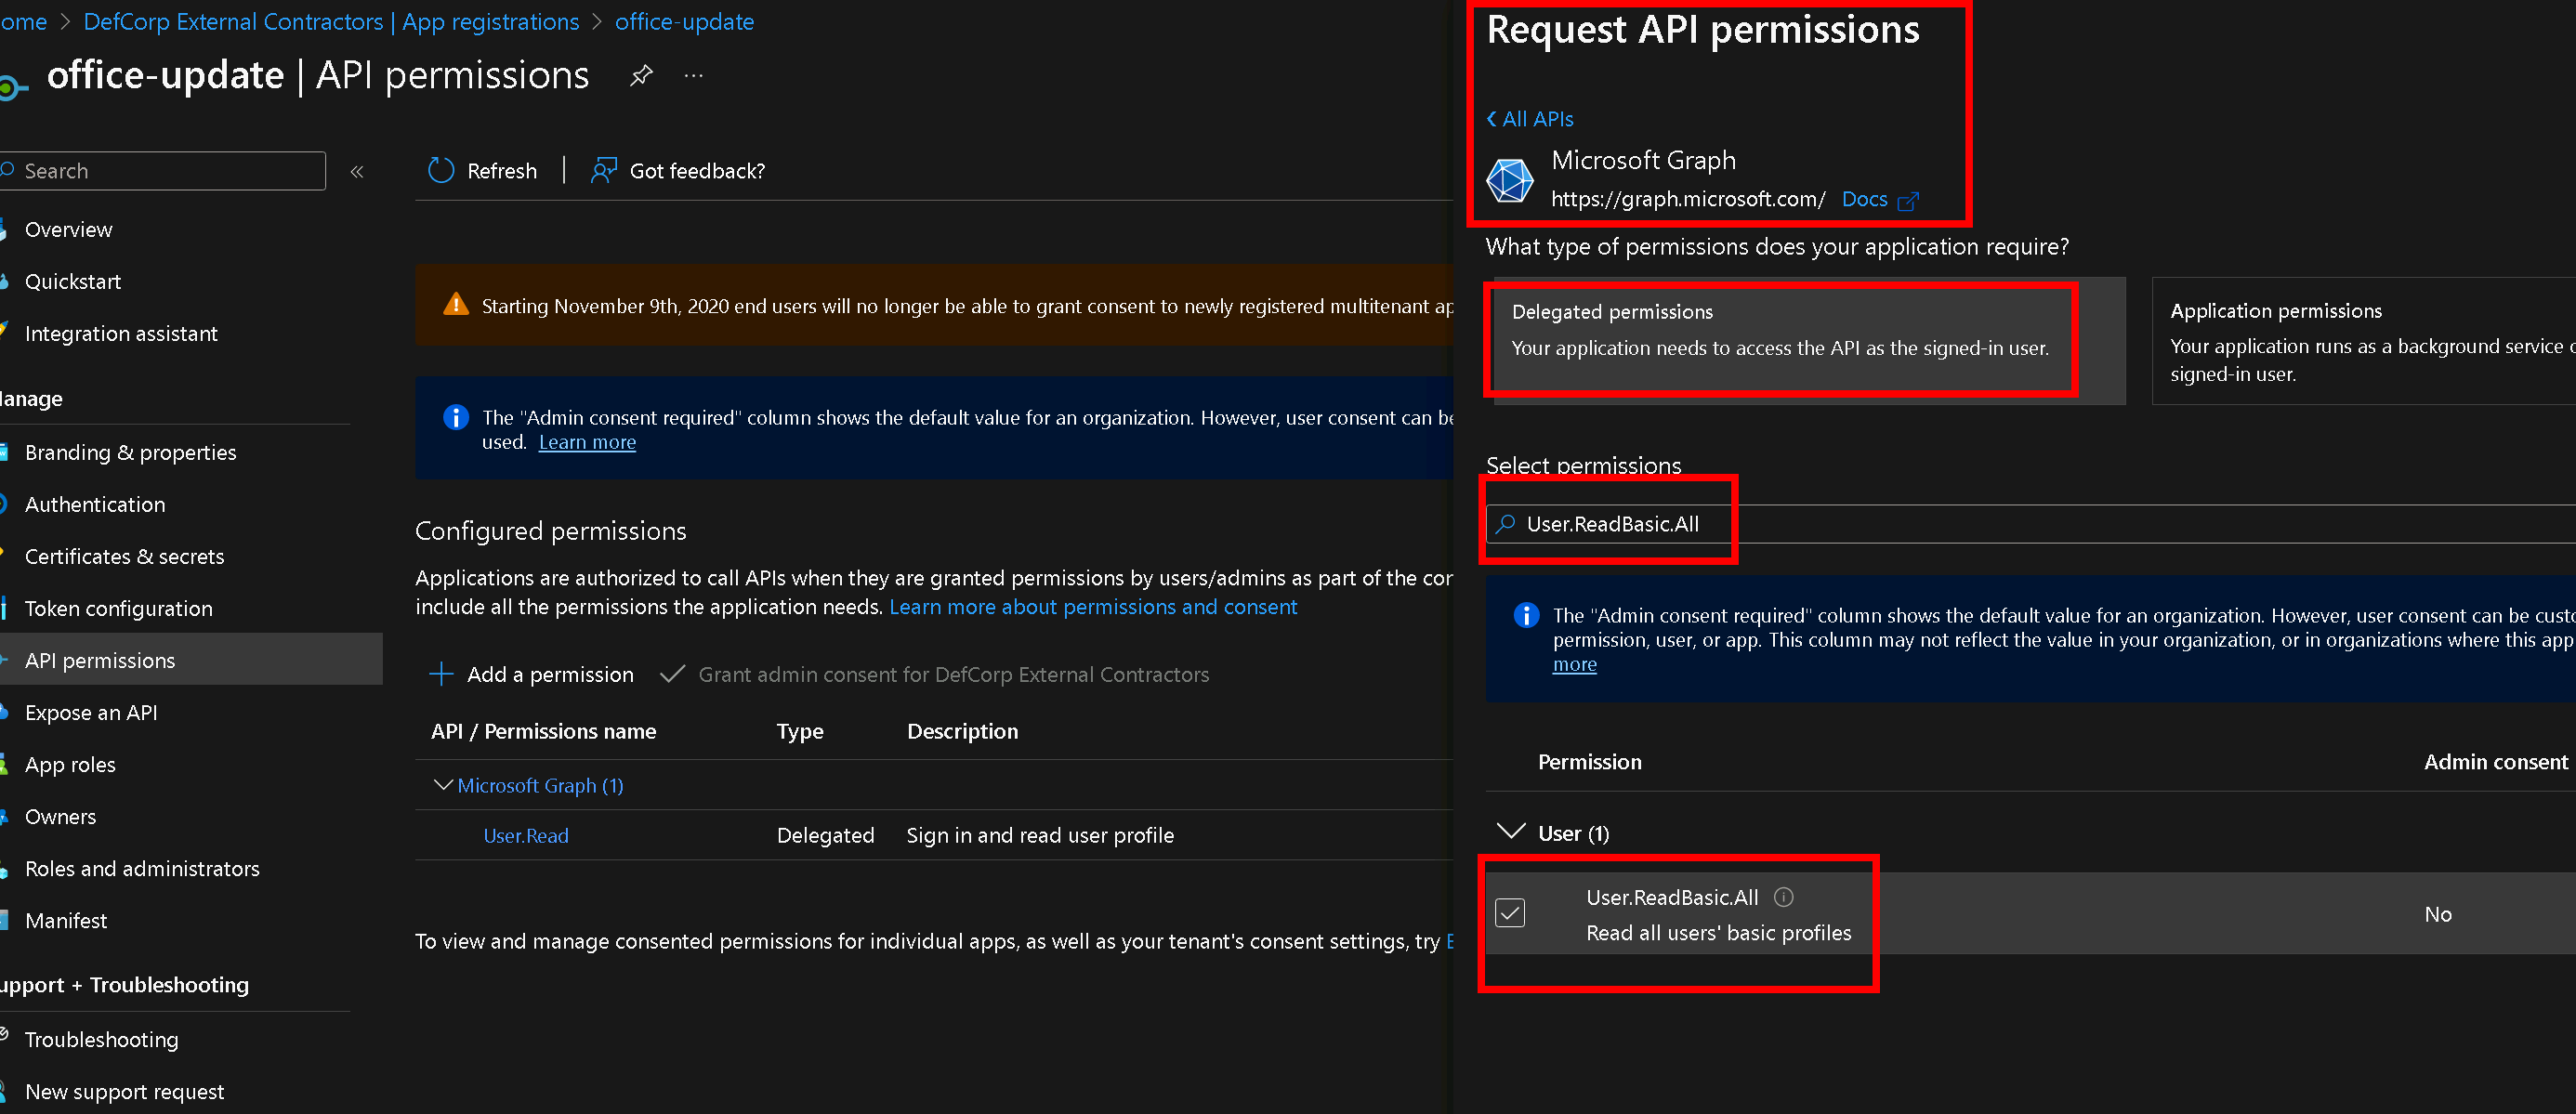 ome > DefCorp External Contractors | App registrations > office-update
office-update | API permissions
Search
Overview
Quickstart
Integration assistant
anage
Branding & properties
Authentication
Certificates & secrets
Token configuration
API permissions
Expose an API
App roles
Owners
Roles and administrators
Manifest
upport + Troubleshooting
Troubleshooting
New support request
Refresh | Got feedback?
Starting November 9th, 2020 end users will no longer be able to grant consent to newly registered multitenant ap
The "Admin consent required" column shows the default value for an organization. However, user consent can be
used. Learn more
Configured permissions
Applications are authorized to call APIs when they are granted permissions by users/admins as part of the cor
include all the permissions the application needs. Learn more about permissions and consent
Add a permission Grant admin consent for DefCorp External Contractors
API / Permissions name Type Description
Microsoft Graph (1)
User.Read Delegated Sign in and read user profile
To view and manage consented permissions for individual apps, as well as your tenant's consent settings, try E
Request API permissions
All APIs
Microsoft Graph
https://graph.microsoft.com/ Docs
What type of permissions does your application require?
Delegated permissions
Your application needs to access the API as the signed-in user.
Application permissions
Your application runs as a background service o
signed-in user.
Select permissions
User.ReadBasic.All
The "Admin consent required" column shows the default value for an organization. However, user consent can be custo
permission, user, or app. This column may not reflect the value in your organization, or in organizations where this app
more
Permission Admin consent
User (1)
User.ReadBasic.All
Read all users' basic profiles
No